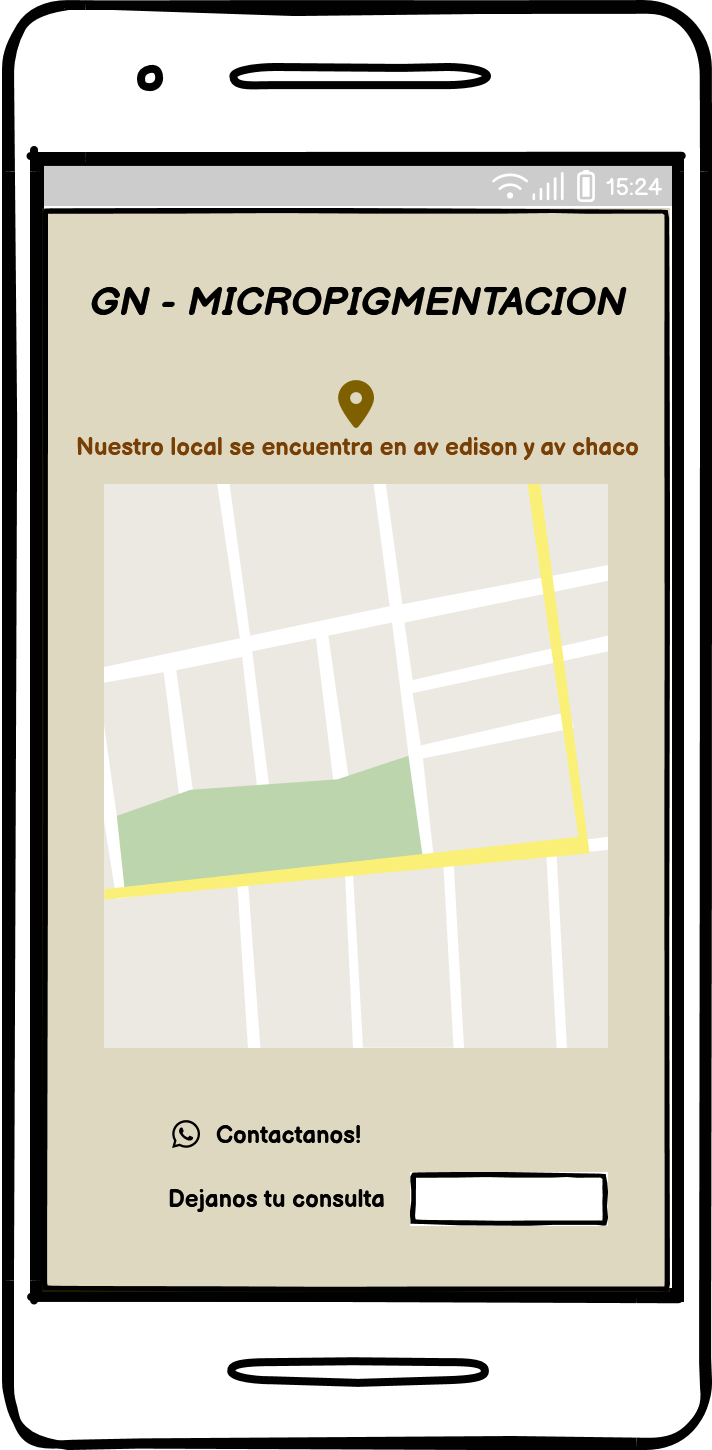 15:24
GN - MICROPIGMENTACION
Nuestro local se encuentra en av edison y av chaco
Contactanos!
Dejanos tu consulta